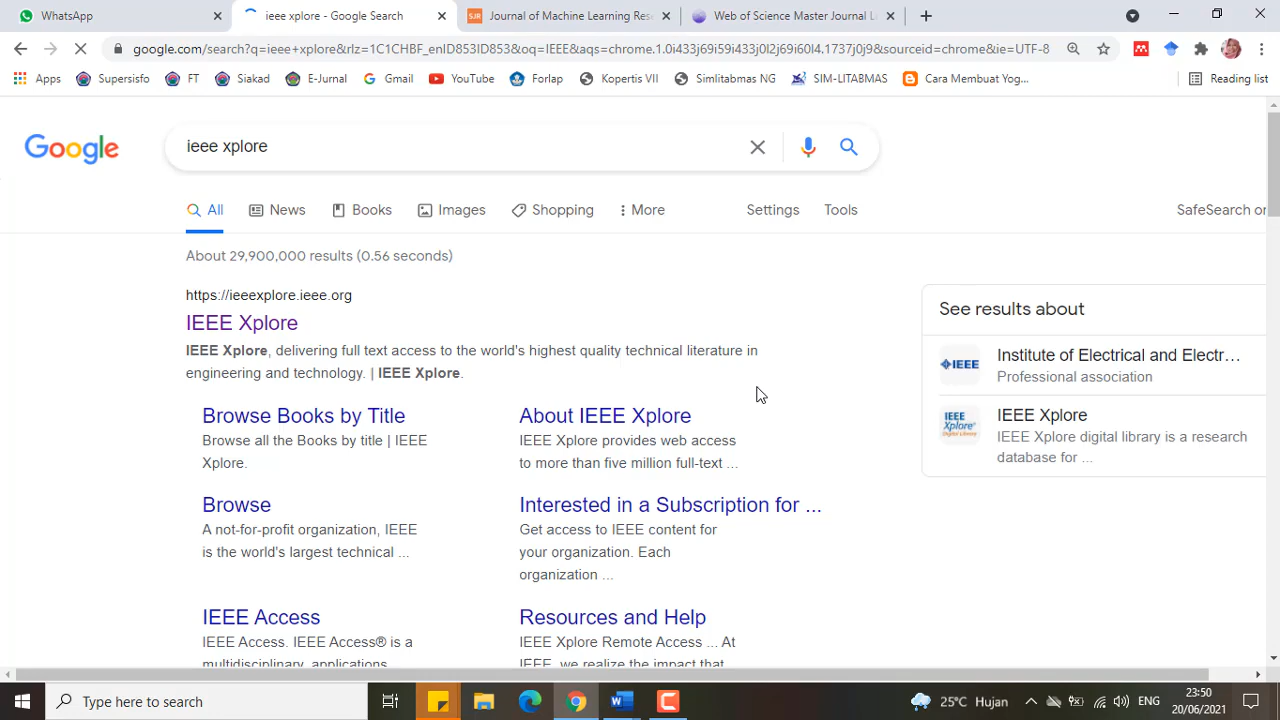 WhatsApp
ieee xplore - Google Search
Journal of Machine Learning Res
Web of Science Master Journal L
google.com/search?q=ieee+xplore&rlz=1C1CHBF_enID853ID853&oq=IEEE&aqs=chrome.1.0i433j69i59i433j0l2j69i60l4.1737j0j9&sourceid=chrome&ie=UTF-8
Apps
Supersisfo
FT
Siakad
E-Jurnal
Gmail
YouTube
Forlap
Kopertis VII
Simlitabmas NG
SIM-LITABMAS
Cara Membuat Yog...
Reading list
Google
ieee xplore
All
News
Books
Images
Shopping
More
Settings
Tools
SafeSearch on
About 29,900,000 results (0.56 seconds)
https://ieeexplore.ieee.org
IEEE Xplore
IEEE Xplore, delivering full text access to the world's highest quality technical literature in
engineering and technology. | IEEE Xplore.
Browse Books by Title
Browse all the Books by title | IEEE
Xplore.
About IEEE Xplore
IEEE Xplore provides web access
to more than five million full-text ...
Browse
A not-for-profit organization, IEEE
is the world's largest technical ...
Interested in a Subscription for ...
Get access to IEEE content for
your organization. Each
organization ...
IEEE Access
IEEE Access. IEEE Access® is a
multidisciplinary, applications
Resources and Help
IEEE Xplore Remote Access ... At
IEEE, we realize the impact that
See results about
IEEE
Institute of Electrical and Electr...
Professional association
IEEE Xplore Digital Library
IEEE Xplore
IEEE Xplore digital library is a research
database for ...
Type here to search
25°C Hujan
ENG
23:50
20/06/2021